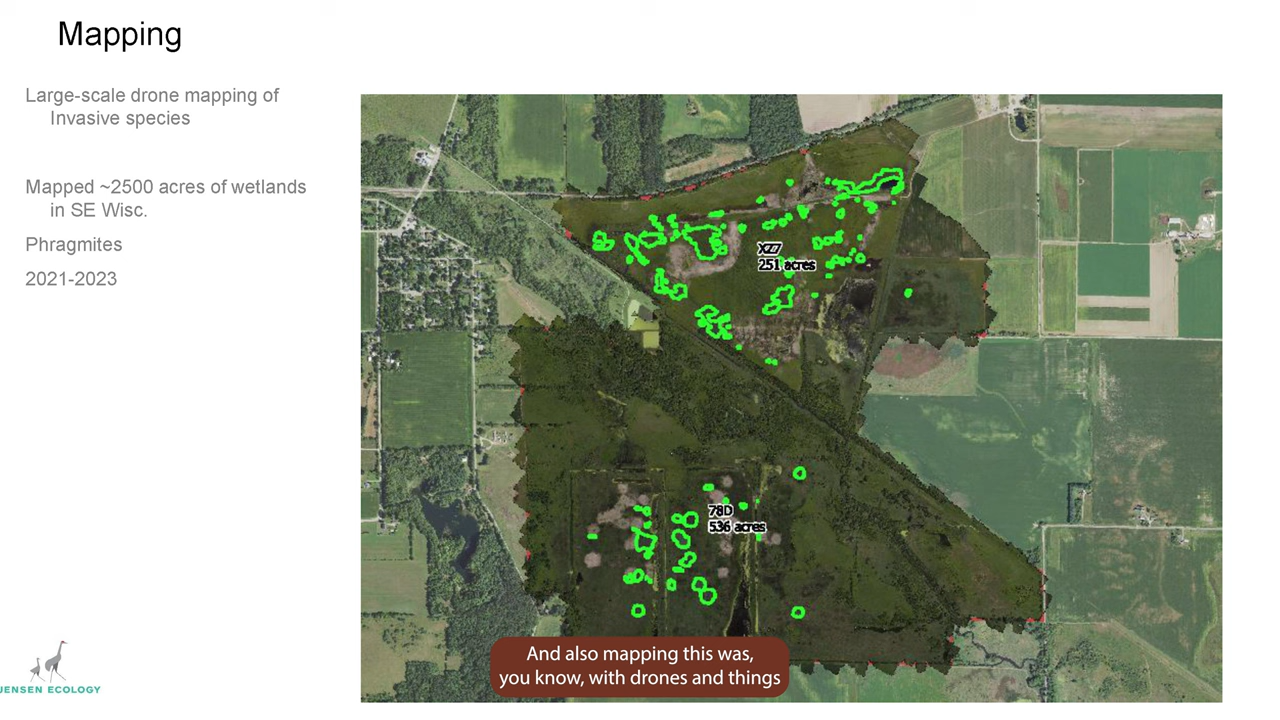 Mapping
Large-scale drone mapping of
Invasive species
Mapped ~2500 acres of wetlands
in SE Wisc.
Phragmites
2021-2023
251 acres
78D
536 acres
JENSEN ECOLOGY
And also mapping this was,
you know, with drones and things